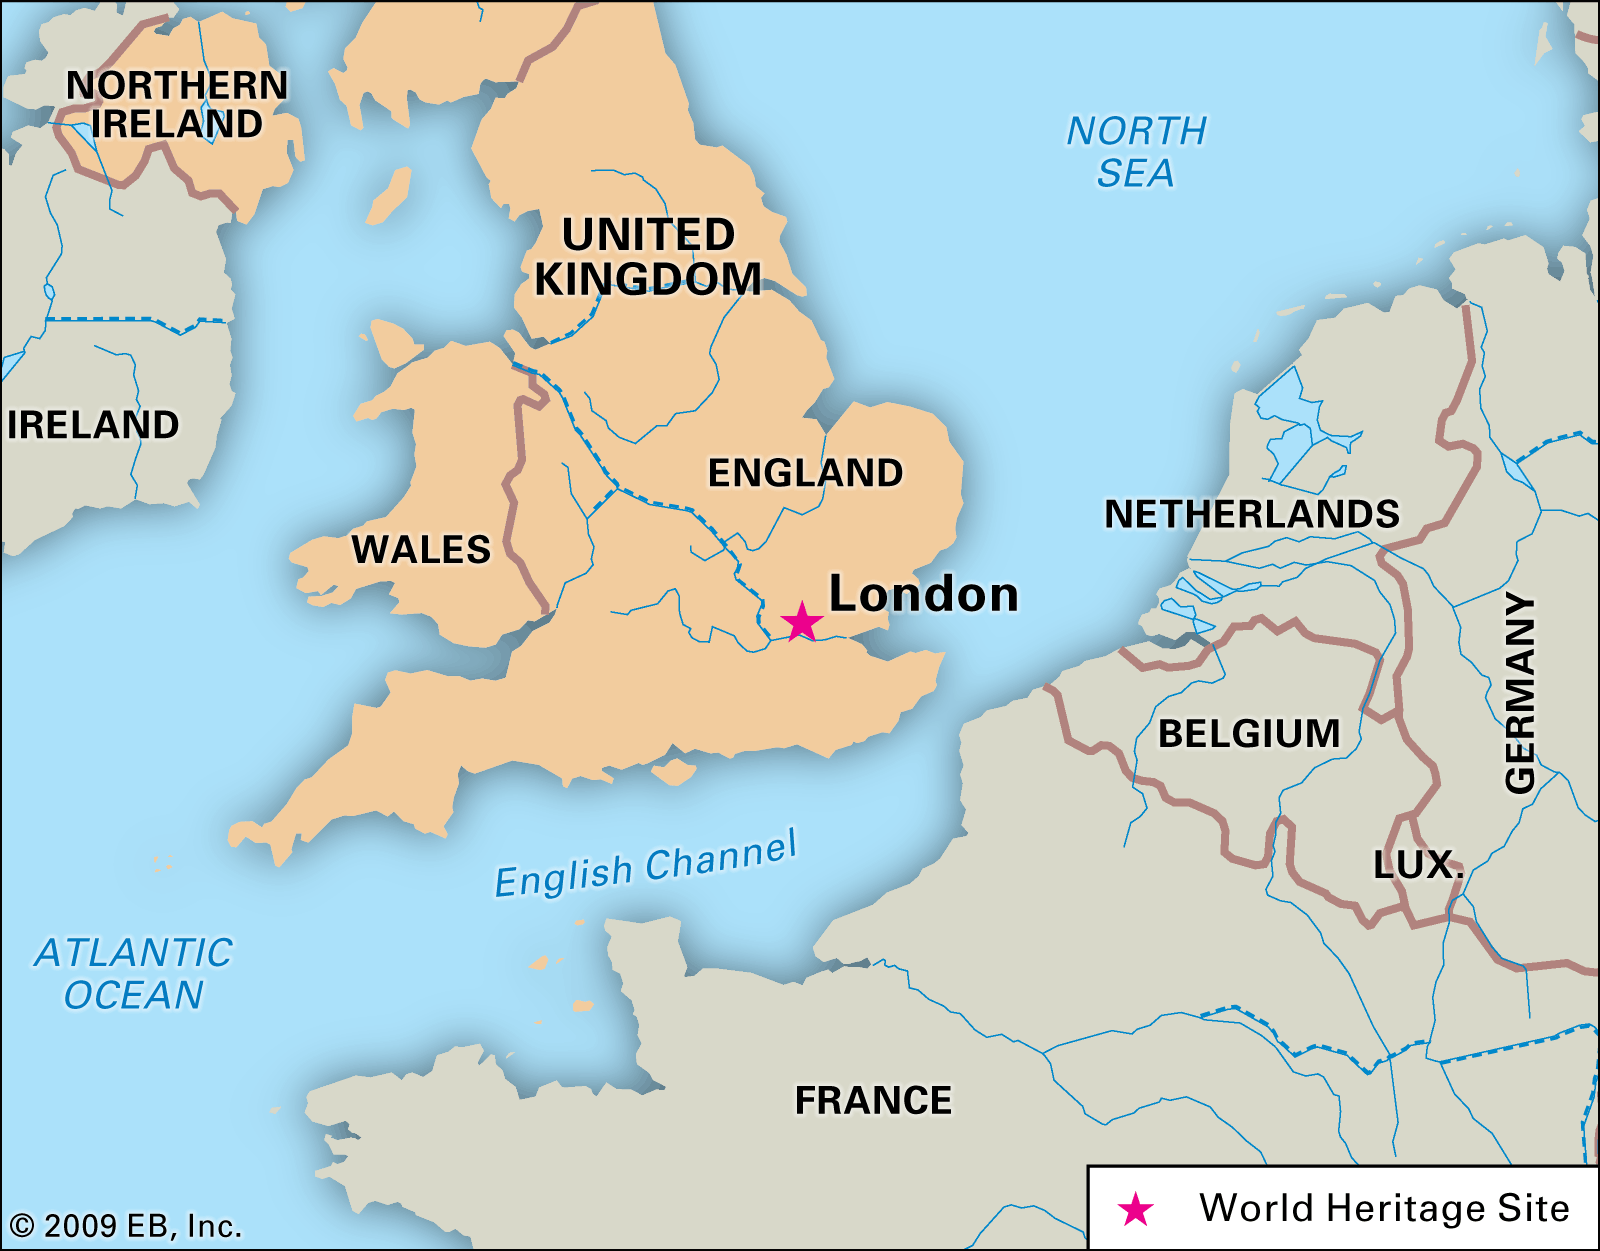 NORTHERN
IRELAND
NORTH
SEA
UNITED
KINGDOM
IRELAND
ENGLAND
WALES
NETHERLANDS
London
GERMANY
BELGIUM
English Channel
LUX.
ATLANTIC
OCEAN
FRANCE
World Heritage Site
© 2009 EB, Inc.